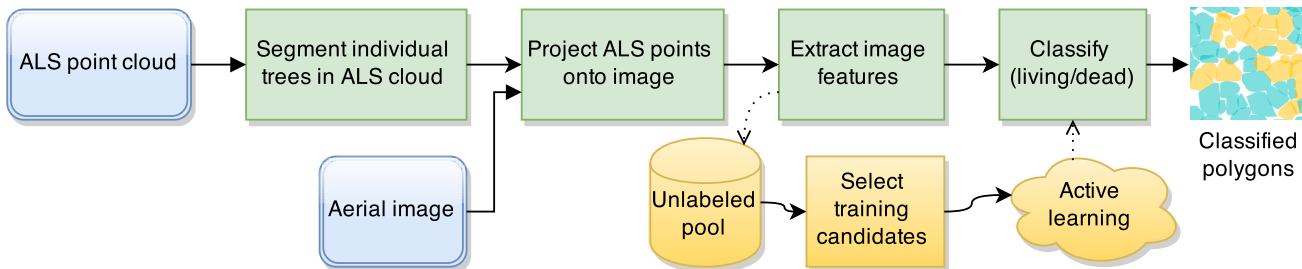 ALS point cloud
Segment individual
trees in ALS cloud
Project ALS points
onto image
Extract image
features
Classify
(living/dead)
Classified
polygons
Aerial image
Unlabeled
pool
Select
training
candidates
Active
learning